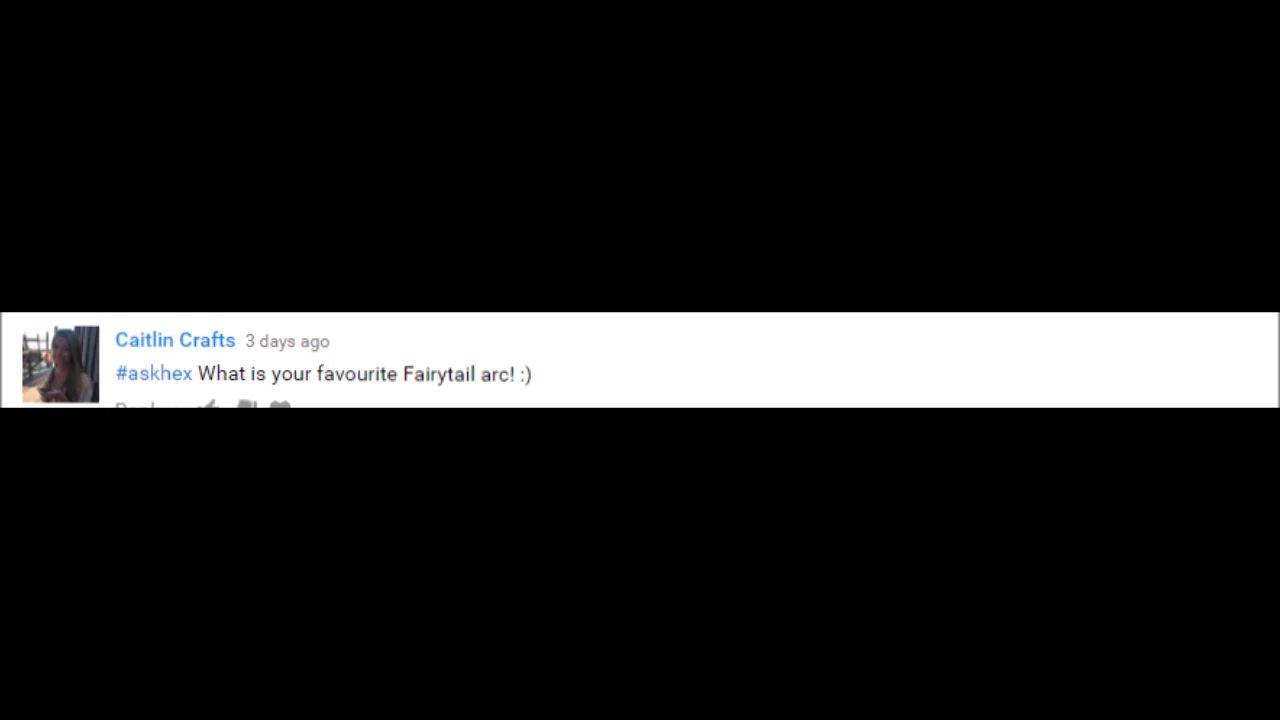 Caitlin Crafts 3 days ago
#askhex What is your favourite Fairytail arc! :)